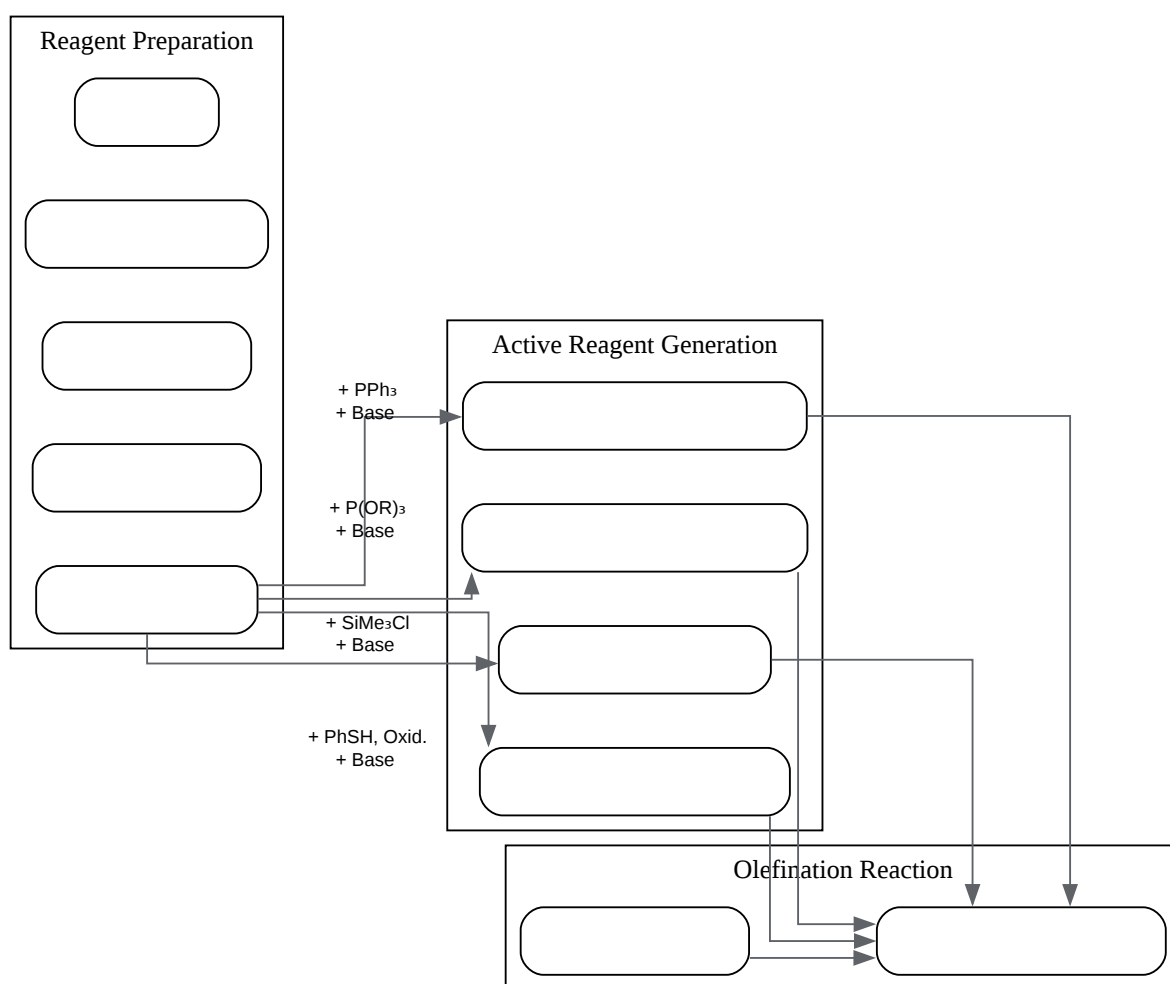 Reagent Preparation
Active Reagent Generation
+ PPh₃
+ Base
+ P(OR)₃
+ Base
+ SiMe₃Cl
+ Base
+ PhSH, Oxid.
+ Base
Olefination Reaction